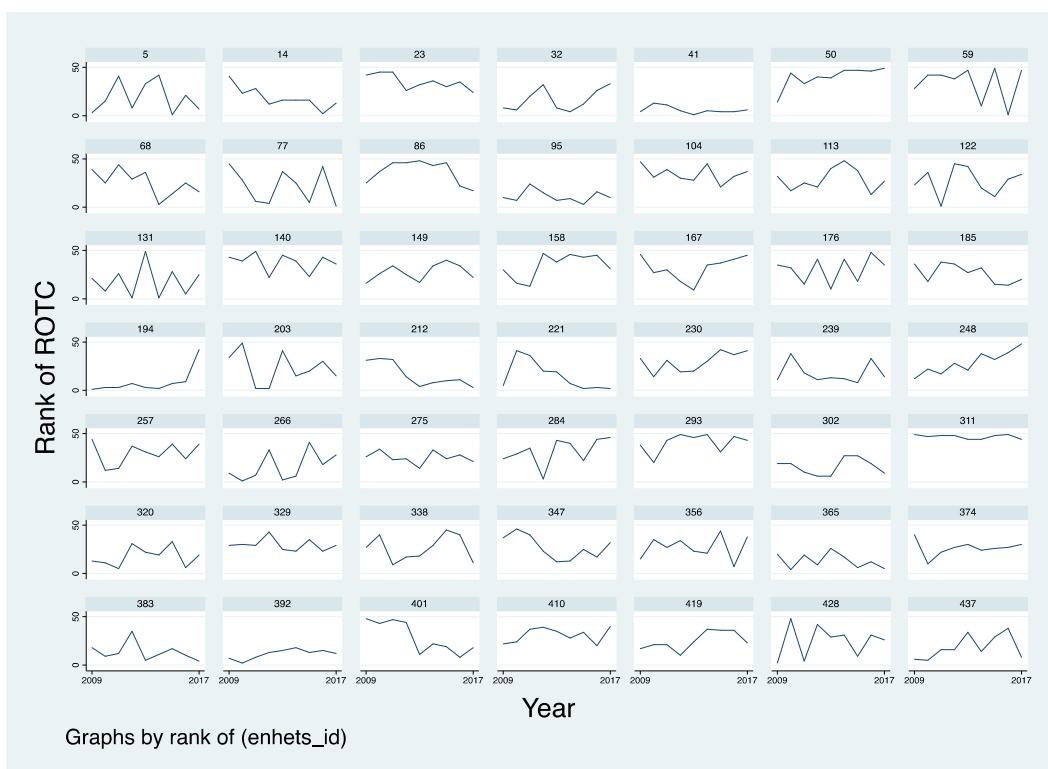 5 14 23 32 41 50 59
50
0
68 77 86 95 104 113 122
50
0
131 140 149 158 167 176 185
50
0
194 203 212 221 230 239 248
50
0
257 266 275 284 293 302 311
50
0
320 329 338 347 356 365 374
50
0
383 392 401 410 419 428 437
50
0
2009 2017 2009 2017 2009 2017 2009 2017 2009 2017 2009 2017 2009 2017
Rank of ROTC
Year
Graphs by rank of (enhets_id)